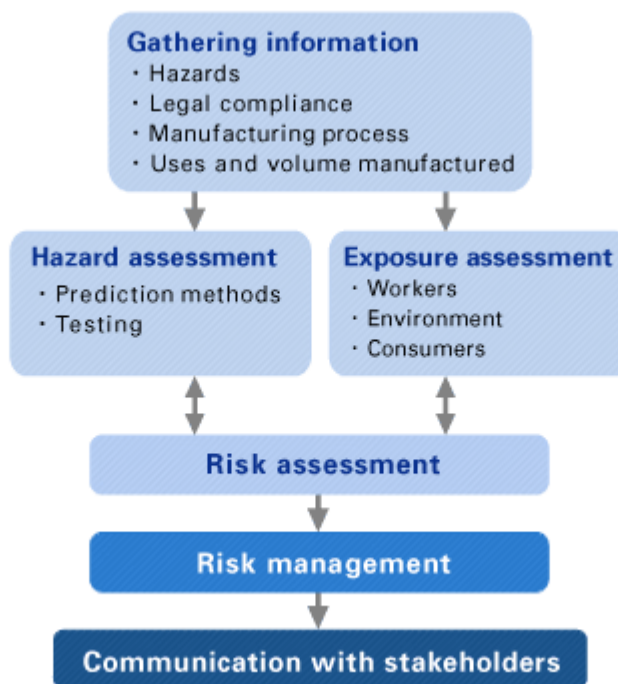 Gathering information
・Hazards
・Legal compliance
・Manufacturing process
・Uses and volume manufactured
Hazard assessment
・Prediction methods
・Testing
Exposure assessment
・Workers
・Environment
・Consumers
Risk assessment
Risk management
Communication with stakeholders